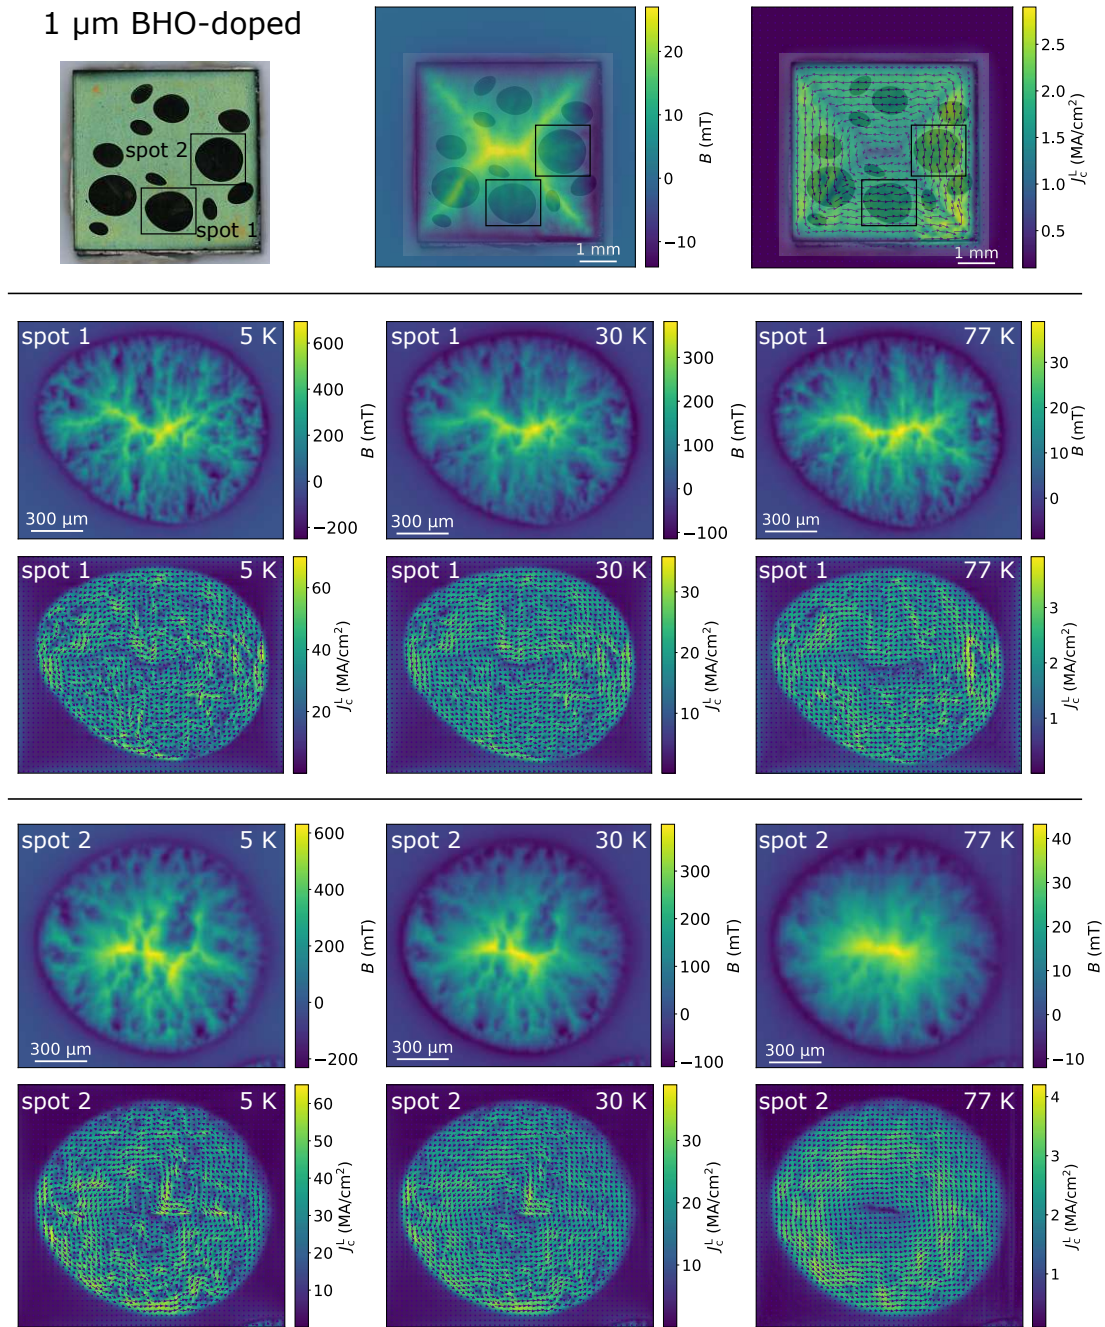 1 µm BHO-doped
spot 2
spot 1
1 mm
20
10
0
−10
B (mT)
1 mm
2.5
2.0
1.5
1.0
0.5
J_c^L (MA/cm²)
spot 1 5 K
300 µm
600
400
200
0
−200
B (mT)
spot 1 30 K
300 µm
300
200
100
0
−100
B (mT)
spot 1 77 K
300 µm
30
20
10
0
B (mT)
spot 1 5 K
60
40
20
J_c^L (MA/cm²)
spot 1 30 K
30
20
10
J_c^L (MA/cm²)
spot 1 77 K
3
2
1
J_c^L (MA/cm²)
spot 2 5 K
300 µm
600
400
200
0
−200
B (mT)
spot 2 30 K
300 µm
300
200
100
0
−100
B (mT)
spot 2 77 K
300 µm
40
30
20
10
0
−10
B (mT)
spot 2 5 K
60
50
40
30
20
10
J_c^L (MA/cm²)
spot 2 30 K
30
20
10
J_c^L (MA/cm²)
spot 2 77 K
4
3
2
1
J_c^L (MA/cm²)